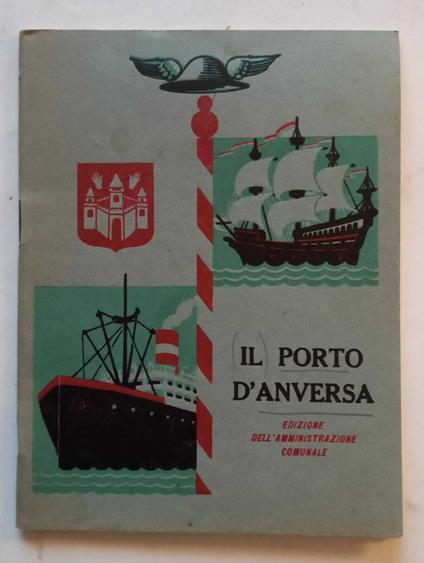 IL PORTO
D'ANVERSA
EDIZIONE
DELL'AMMINISTRAZIONE
COMUNALE